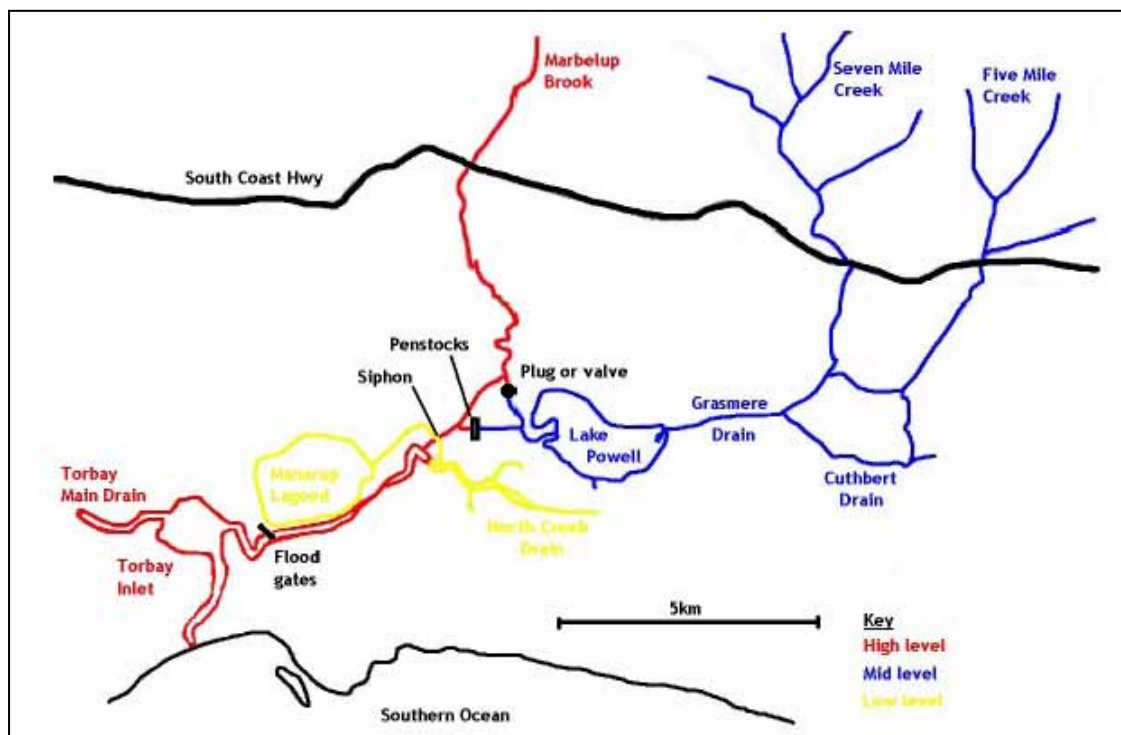 Marbelup
Brook
Seven Mile
Creek
Five Mile
Creek
South Coast Hwy
Penstocks
Siphon
Plug or valve
Grasmere
Drain
Lake
Powell
Cuthbert
Drain
Manarup
Lagood
Torbay
Main Drain
North Creek
Drain
Torbay
Inlet
Flood
gates
5km
Key
High level
Mid level
Low level
Southern Ocean